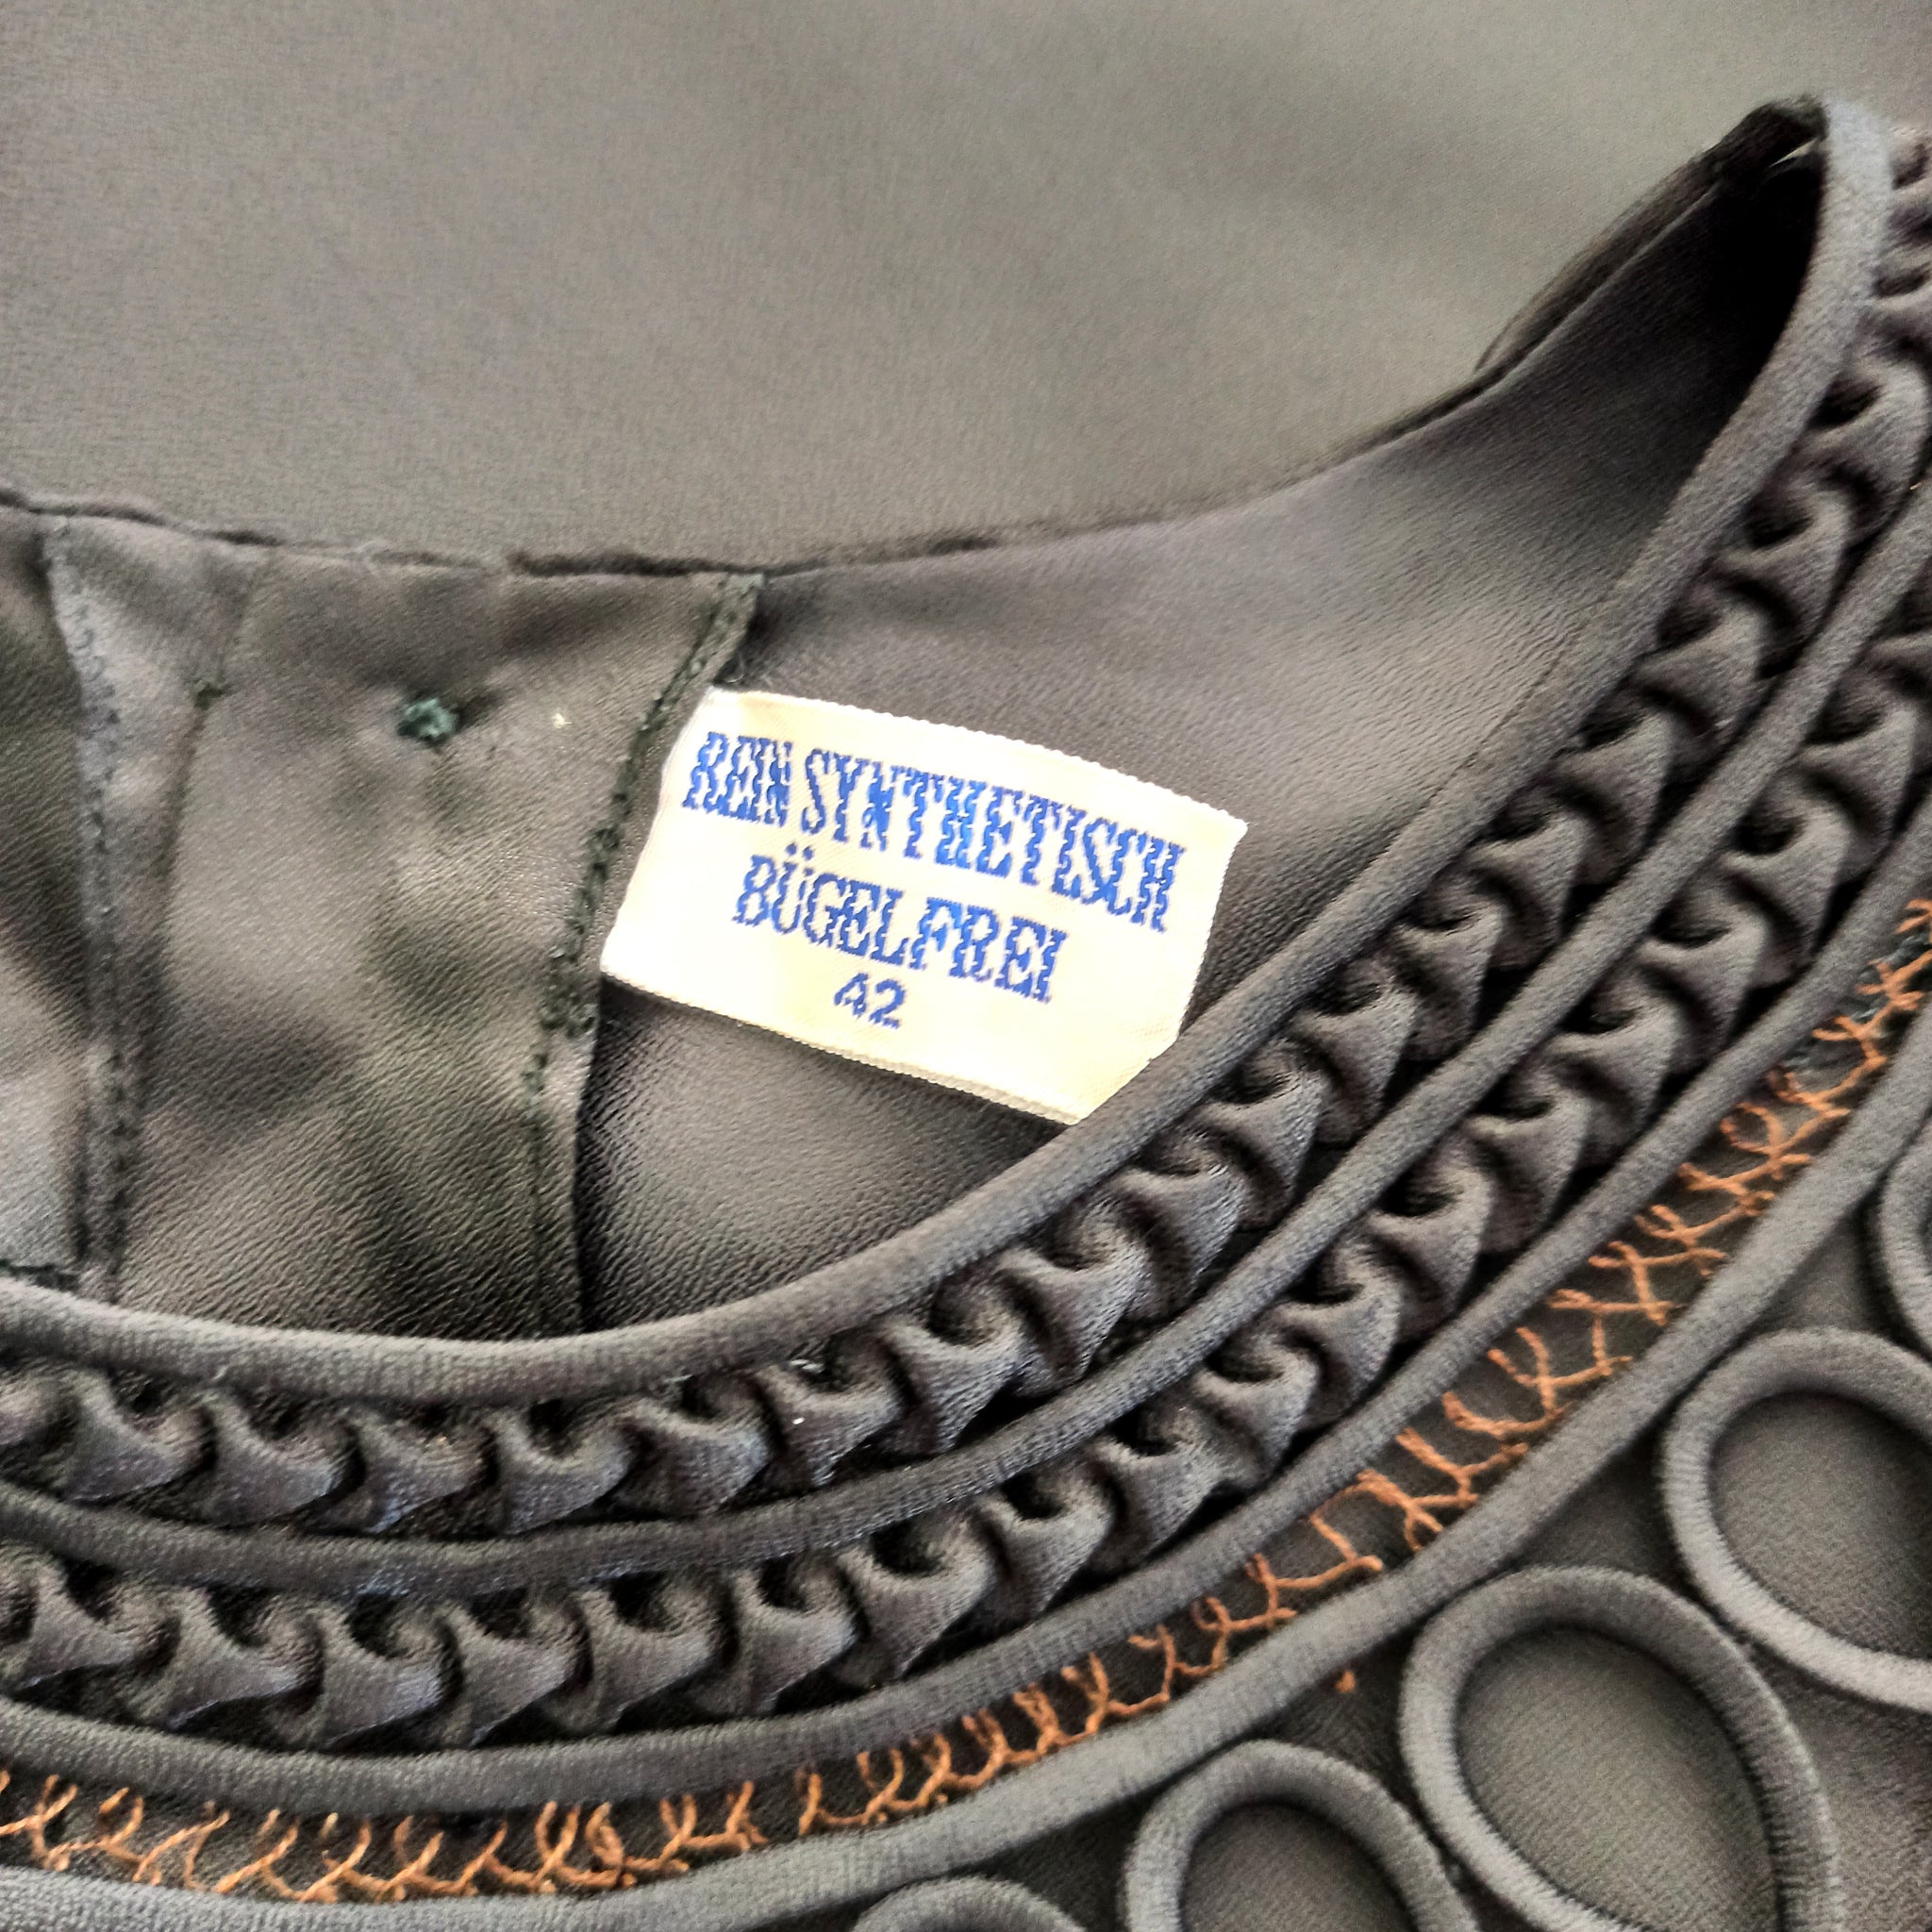 REIN SYNTHETISCH
BÜGELFREI
42